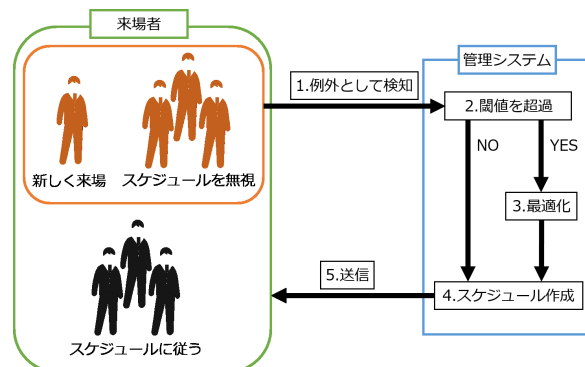 来場者
管理システム
1.例外として検知
2.閾値を超過
NO
YES
新しく来場
スケジュールを無視
3.最適化
5.送信
4.スケジュール作成
スケジュールに従う